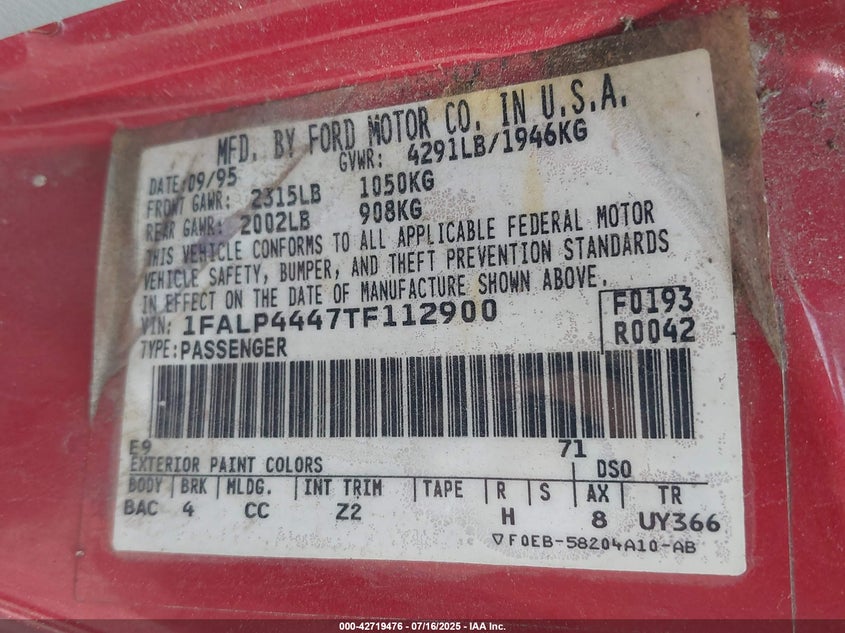 MFD. BY FORD MOTOR CO. IN U.S.A.
DATE:09/95 GVWR: 4291LB/1946KG
FRONT GAWR: 2315LB 1050KG
REAR GAWR: 2002LB 908KG
THIS VEHICLE CONFORMS TO ALL APPLICABLE FEDERAL MOTOR
VEHICLE SAFETY, BUMPER, AND THEFT PREVENTION STANDARDS
IN EFFECT ON THE DATE OF MANUFACTURE SHOWN ABOVE.
VIN: 1FALP4447TF112900 F0193
TYPE:PASSENGER R0042
E9 71
EXTERIOR PAINT COLORS DSO
BODY BRK MLDG. INT TRIM TAPE R S AX TR
BAC 4 CC Z2 H 8 UY366
▽F0EB-58204A10-AB
000-42719476 - 07/16/2025 - IAA Inc.